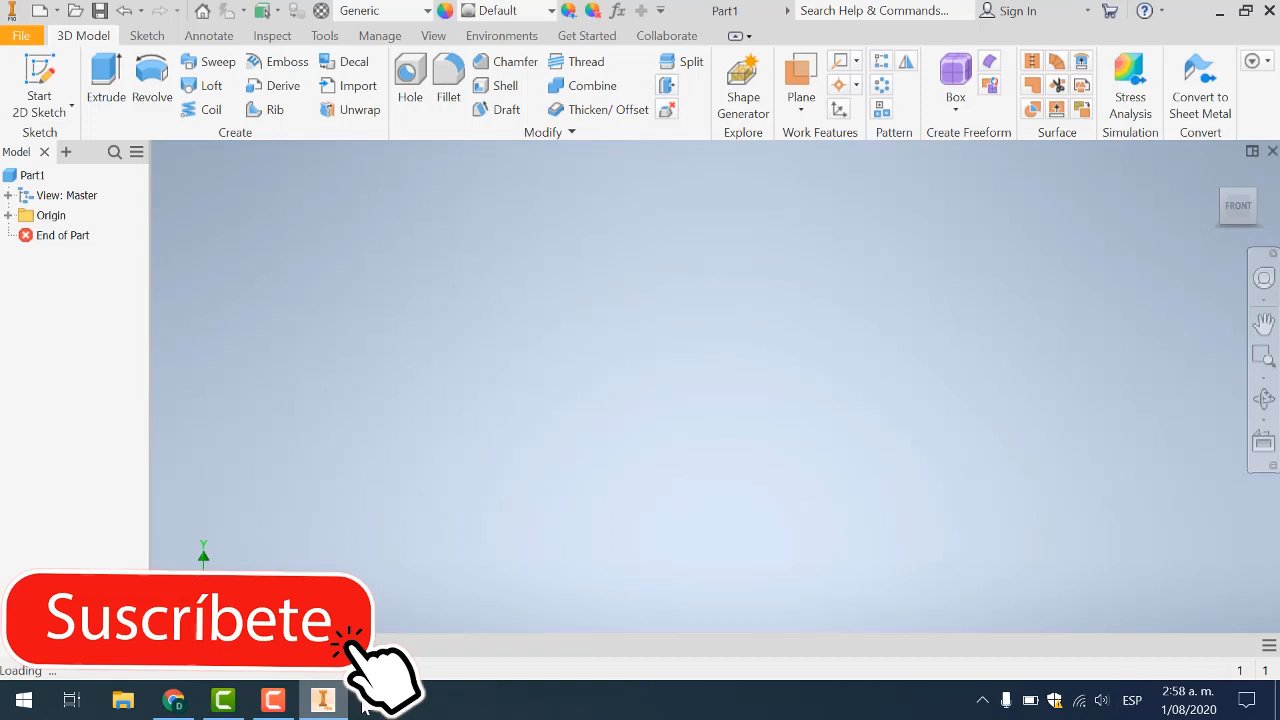 PRO Generic Default fx Part1 Search Help & Commands... Sign In
File 3D Model Sketch Annotate Inspect Tools Manage View Environments Get Started Collaborate
Start 2D Sketch Extrude Revolve Sweep Emboss Loft Coil Rib Import Unwrap Hole Fillet Chamfer Thread Split Shell Combine Draft Thicken/ Offset Shape Generator Plane Box Stress Analysis Convert to Sheet Metal
Sketch Create Modify Explore Work Features Pattern Create Freeform Surface Simulation Convert
Model
Part1
View: Master
Origin
End of Part
FRONT
Y
Suscríbete
Loading ... 1 1
ESP 2:58 a. m.
1/08/2020